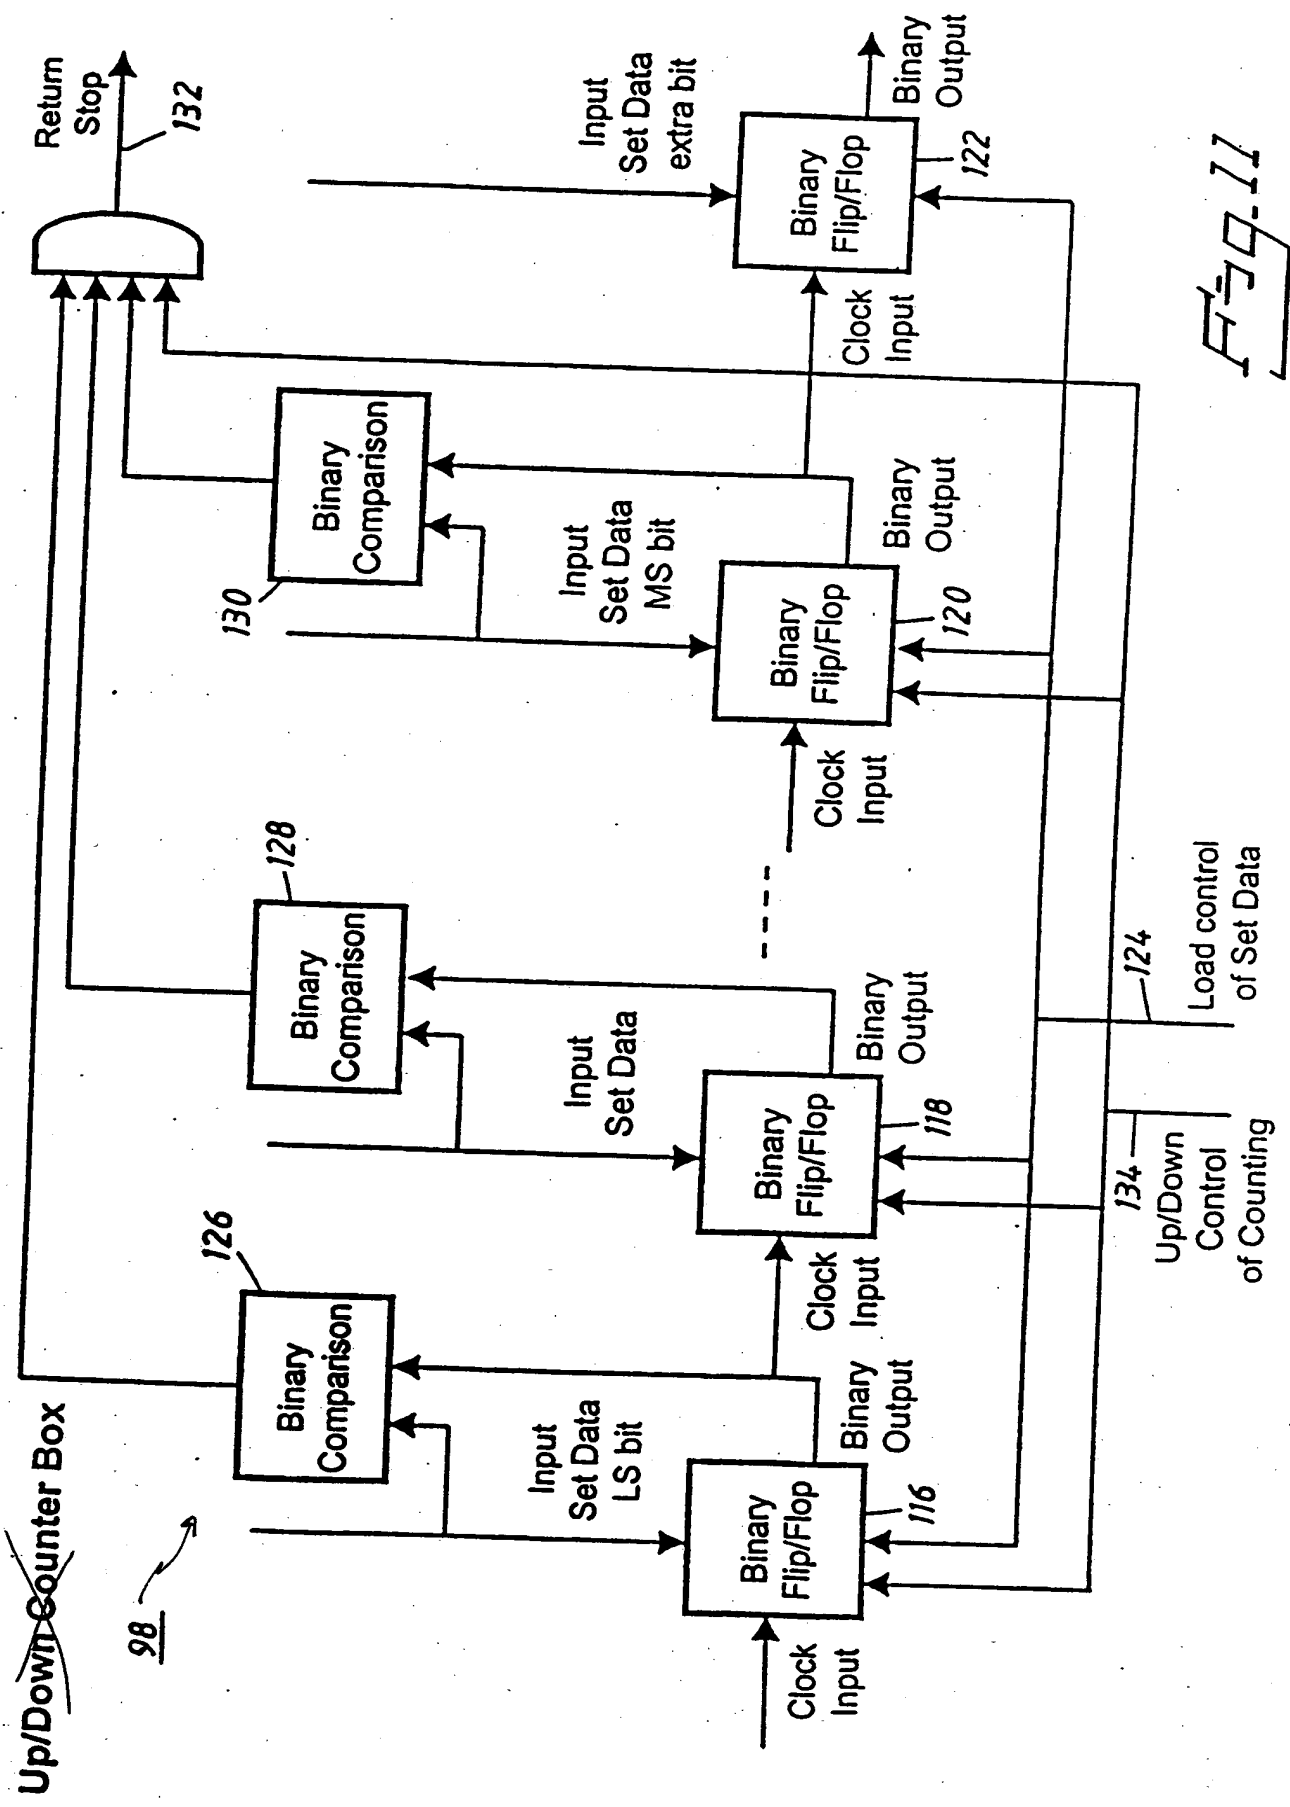 Up/Down Counter Box
98
Return
Stop
132
126
Binary
Comparison
128
Binary
Comparison
130
Binary
Comparison
Input
Set Data
LS bit
Input
Set Data
Input
Set Data
MS bit
Input
Set Data
extra bit
Clock
Input
Binary
Flip/Flop
116
Binary
Output
Clock
Input
Binary
Flip/Flop
118
Binary
Output
Clock
Input
Binary
Flip/Flop
120
Binary
Output
Clock
Input
Binary
Flip/Flop
122
Binary
Output
134
Up/Down
Control
of Counting
124
Load control
of Set Data
Fig-11